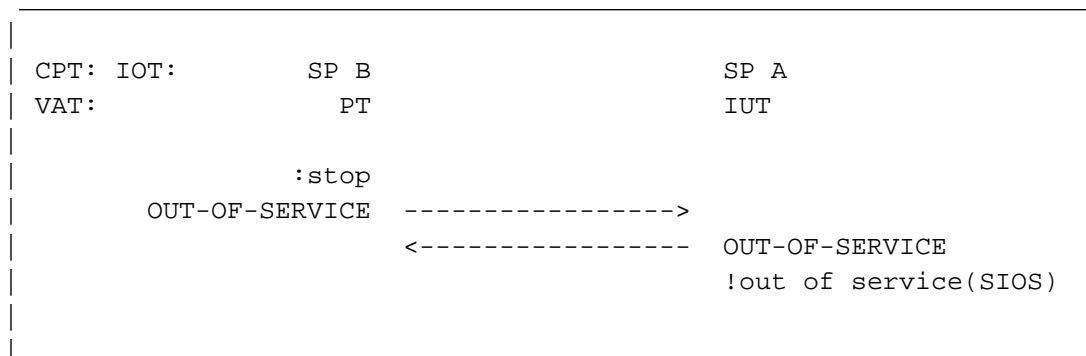 CPT: IOT: SP B SP A
VAT: PT IUT
:stop
OUT-OF-SERVICE ----------------->
<----------------- OUT-OF-SERVICE
!out of service(SIOS)